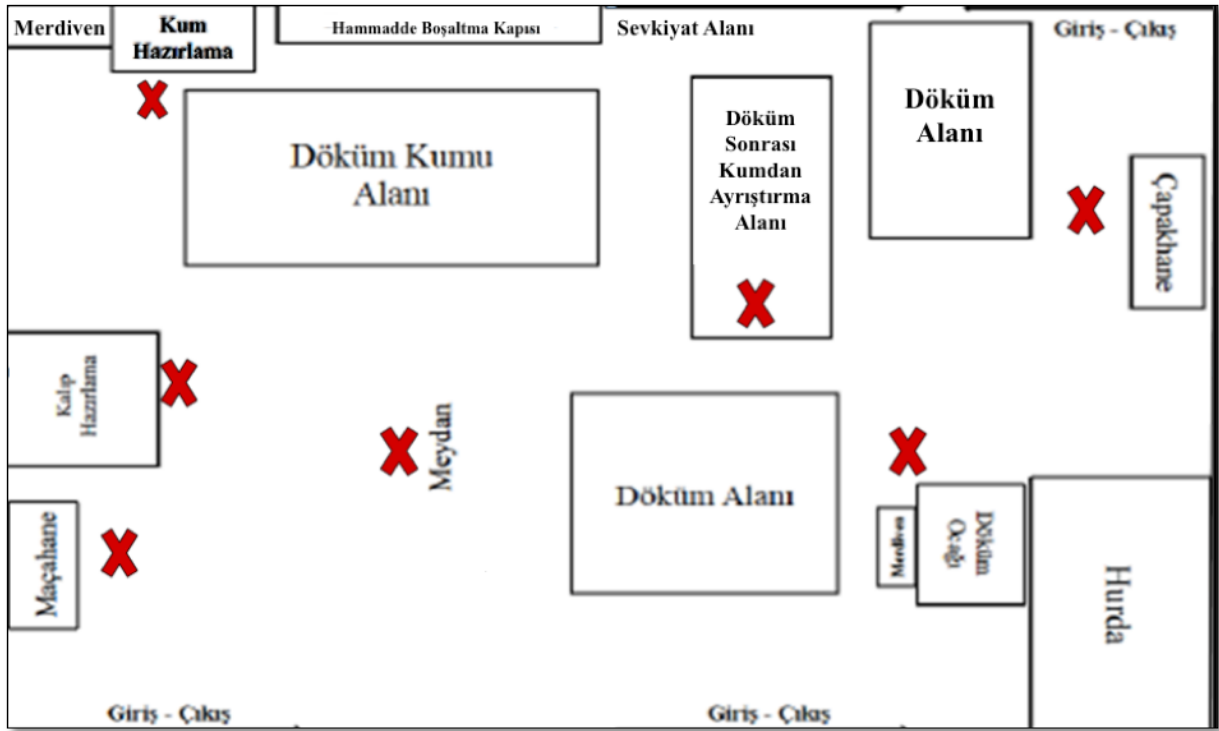 Merdiven
Kum
Hazırlama
Hammadde Boşaltma Kapısı
Sevkiyat Alanı
Giriş - Çıkış
Döküm Kumu
Alanı
Döküm
Sonrası
Kumdan
Ayrıştırma
Alanı
Döküm
Alanı
Çapakhane
Kalıp
Hazırlama
Meydan
Döküm Alanı
Maçahane
Merdiven
Döküm
Ocağı
Hurda
Giriş - Çıkış
Giriş - Çıkış